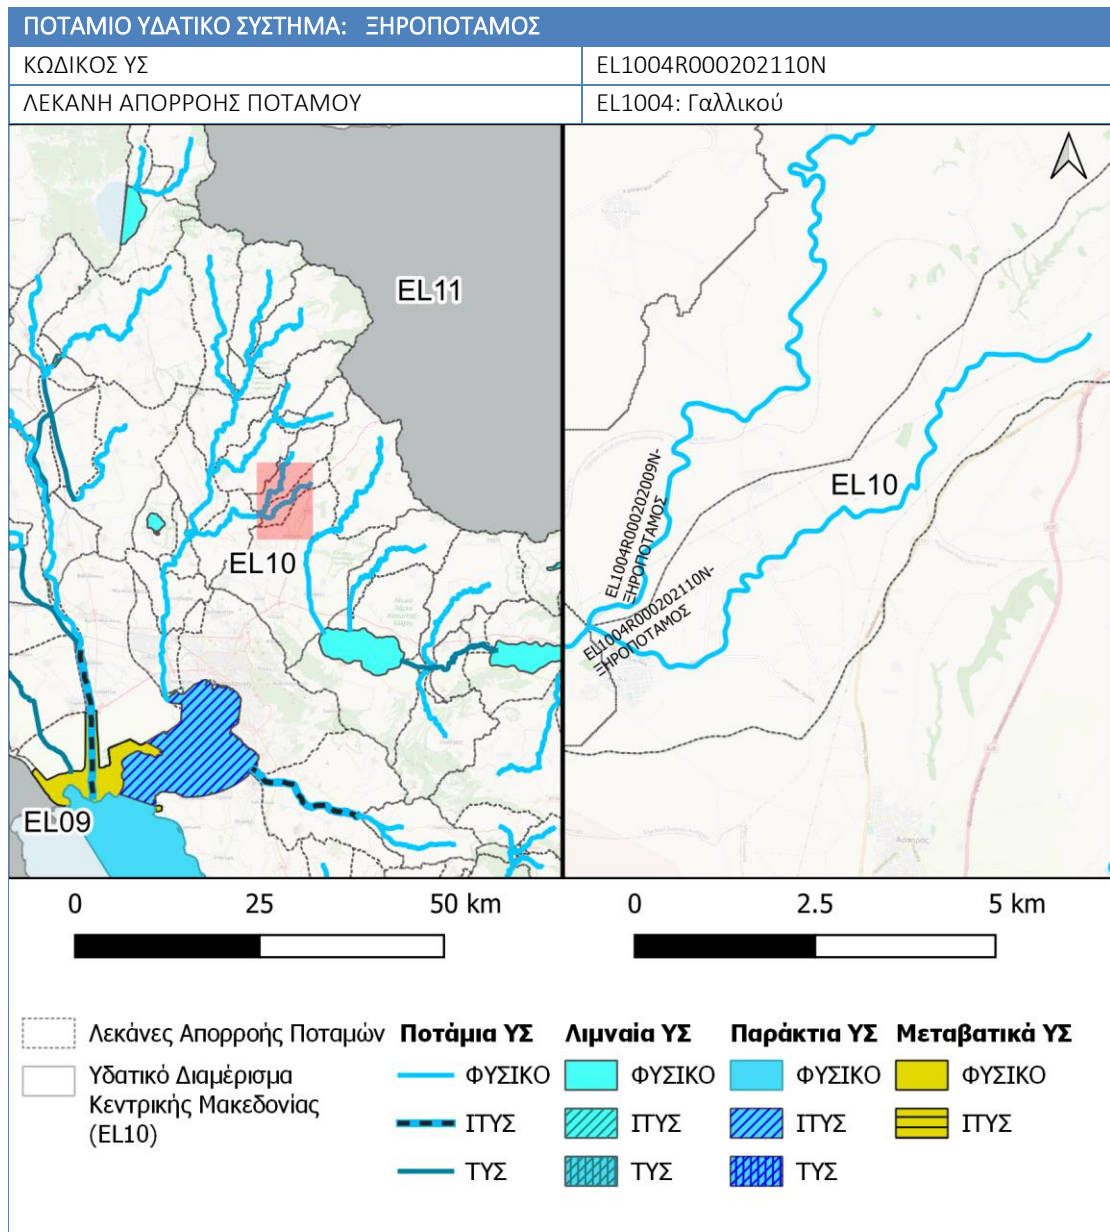 ΠΟΤΑΜΙΟ ΥΔΑΤΙΚΟ ΣΥΣΤΗΜΑ: ΞΗΡΟΠΟΤΑΜΟΣ
ΚΩΔΙΚΟΣ ΥΣ EL1004R000202110N
ΛΕΚΑΝΗ ΑΠΟΡΡΟΗΣ ΠΟΤΑΜΟΥ EL1004: Γαλλικού
EL11
EL10
EL09
EL10
EL1004R000202009N-
ΞΗΡΟΠΟΤΑΜΟΣ
EL1004R000202110N-
ΞΗΡΟΠΟΤΑΜΟΣ
Άσσηρος
0 25 50 km
0 2.5 5 km
Λεκάνες Απορροής Ποταμών
Υδατικό Διαμέρισμα
Κεντρικής Μακεδονίας
(EL10)
Ποτάμια ΥΣ
ΦΥΣΙΚΟ
ΙΤΥΣ
ΤΥΣ
Λιμναία ΥΣ
ΦΥΣΙΚΟ
ΙΤΥΣ
ΤΥΣ
Παράκτια ΥΣ
ΦΥΣΙΚΟ
ΙΤΥΣ
ΤΥΣ
Μεταβατικά ΥΣ
ΦΥΣΙΚΟ
ΙΤΥΣ